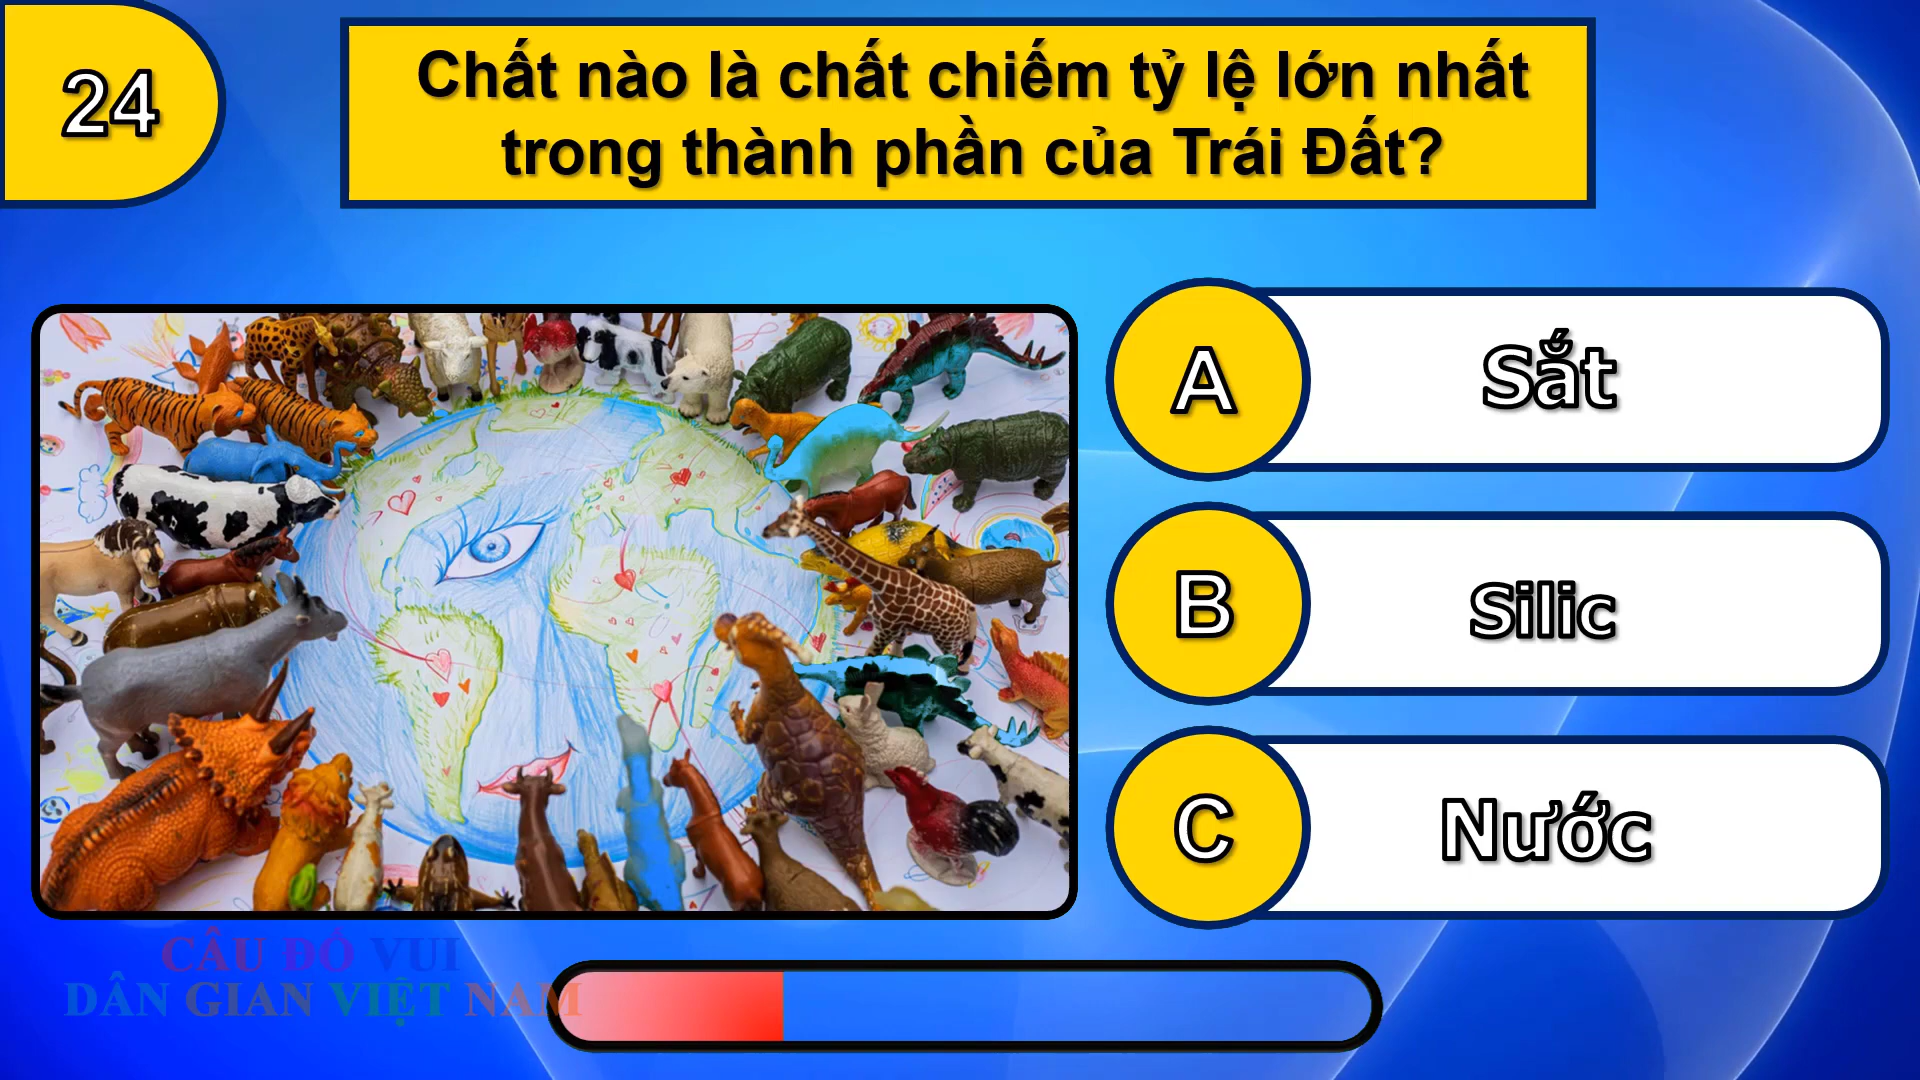 24
Chất nào là chất chiếm tỷ lệ lớn nhất
trong thành phần của Trái Đất?
A
Sắt
B
Silic
C
Nước
CÂU ĐỐ VUI
DÂN GIAN VIỆT NAM